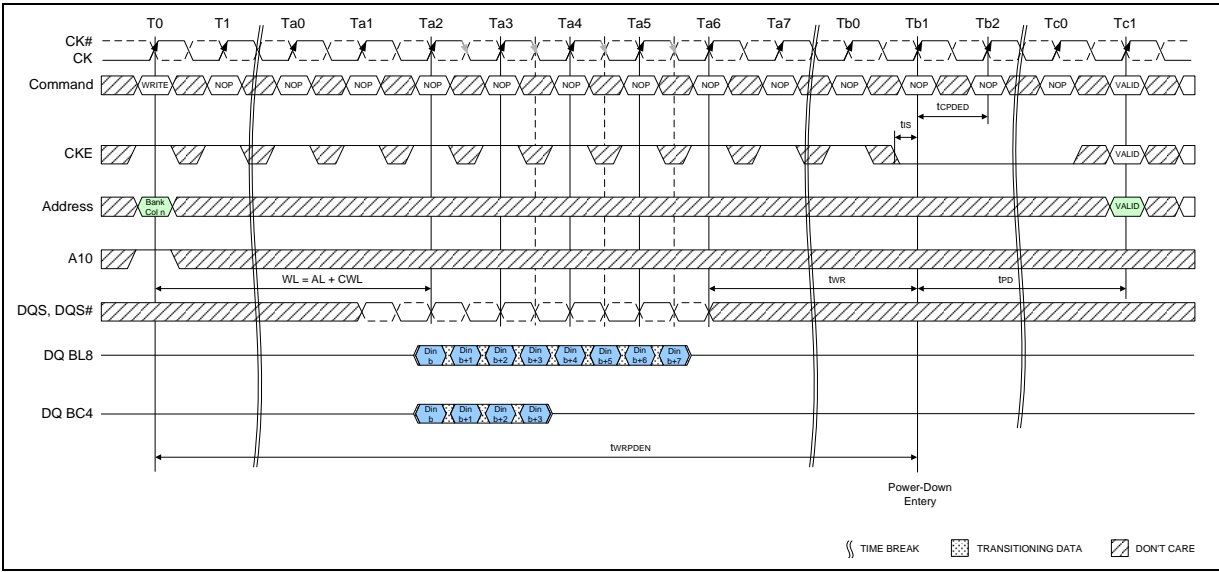 T0 T1 Ta0 Ta1 Ta2 Ta3 Ta4 Ta5 Ta6 Ta7 Tb0 Tb1 Tb2 Tc0 Tc1
CK#
CK
Command WRITE NOP NOP NOP NOP NOP NOP NOP NOP NOP NOP NOP NOP NOP VALID
tCPDED
tIS
CKE VALID
Address Bank Col n VALID
A10
WL = AL + CWL tWR tPD
DQS, DQS#
DQ BL8 Din b Din b+1 Din b+2 Din b+3 Din b+4 Din b+5 Din b+6 Din b+7
DQ BC4 Din b Din b+1 Din b+2 Din b+3
tWRPDEN
Power-Down
Entery
TIME BREAK TRANSITIONING DATA DON'T CARE